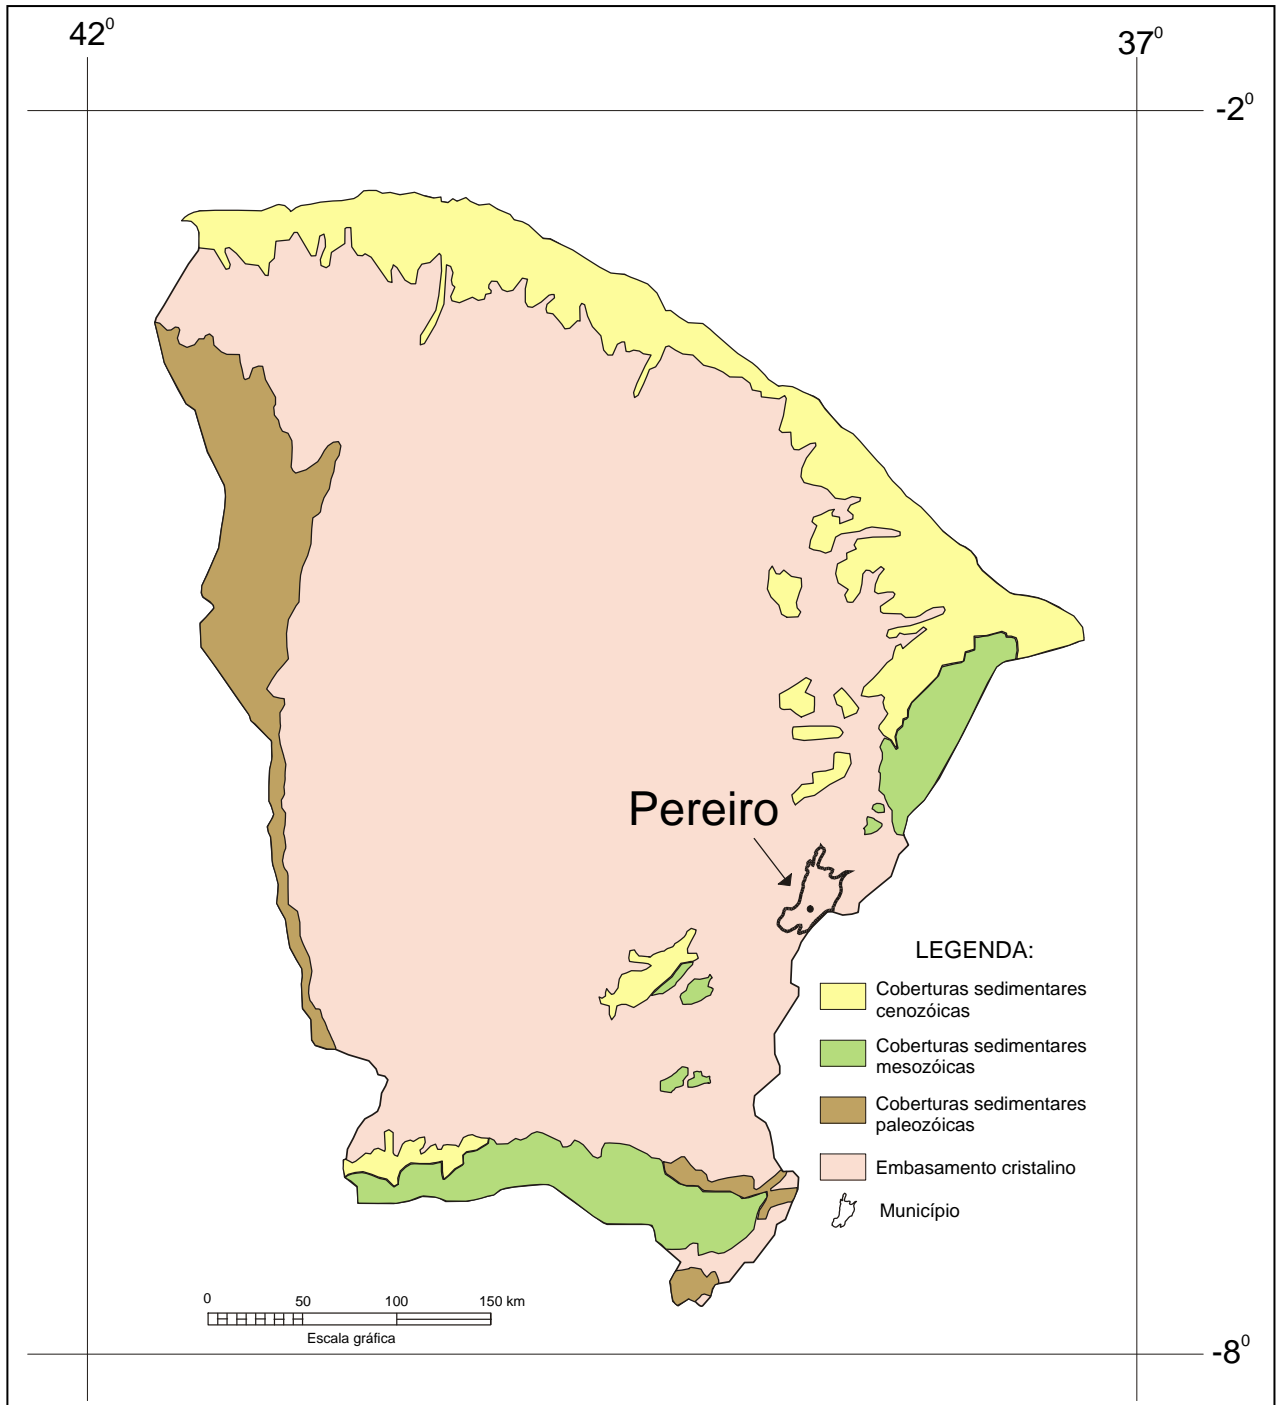 42⁰
37⁰
-2⁰
Pereiro
LEGENDA:
Coberturas sedimentares
cenozóicas
Coberturas sedimentares
mesozóicas
Coberturas sedimentares
paleozóicas
Embasamento cristalino
Município
0 50 100 150 km
Escala gráfica
-8⁰